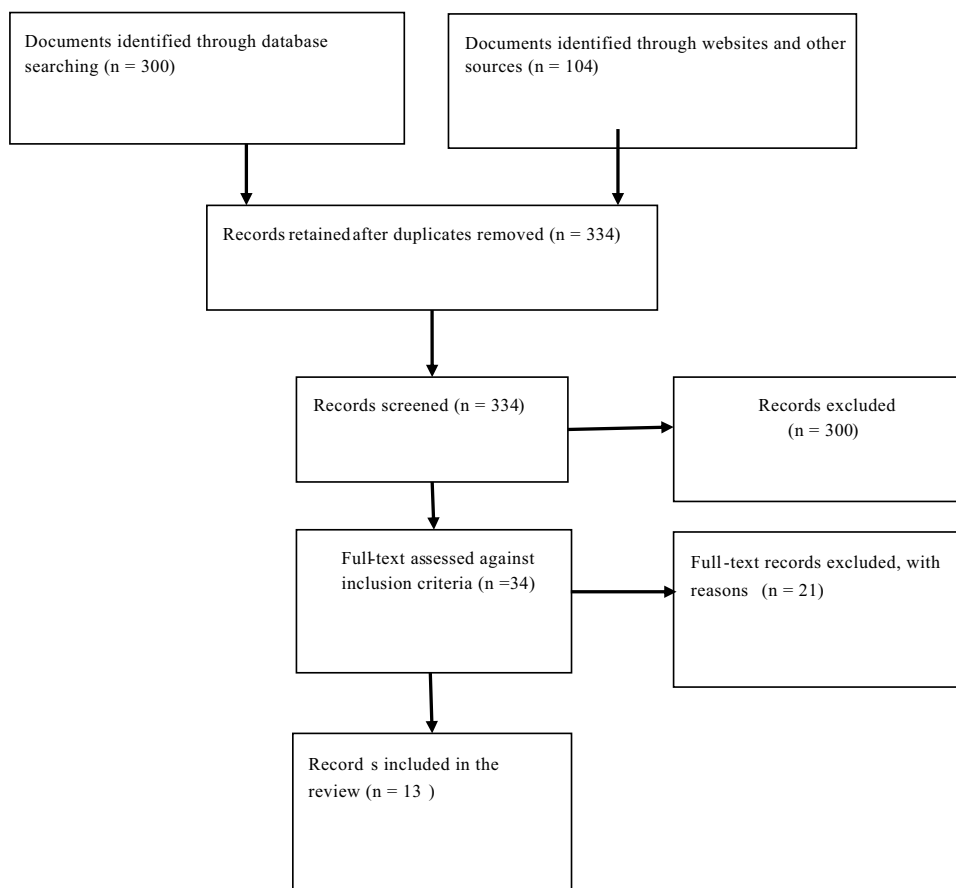 Documents identified through database
searching (n = 300)
Documents identified through websites and other
sources (n = 104)
Records retained after duplicates removed (n = 334)
Records screened (n = 334)
Records excluded
(n = 300)
Full-text assessed against
inclusion criteria (n =34)
Full-text records excluded, with
reasons (n = 21)
Record s included in the
review (n = 13 )